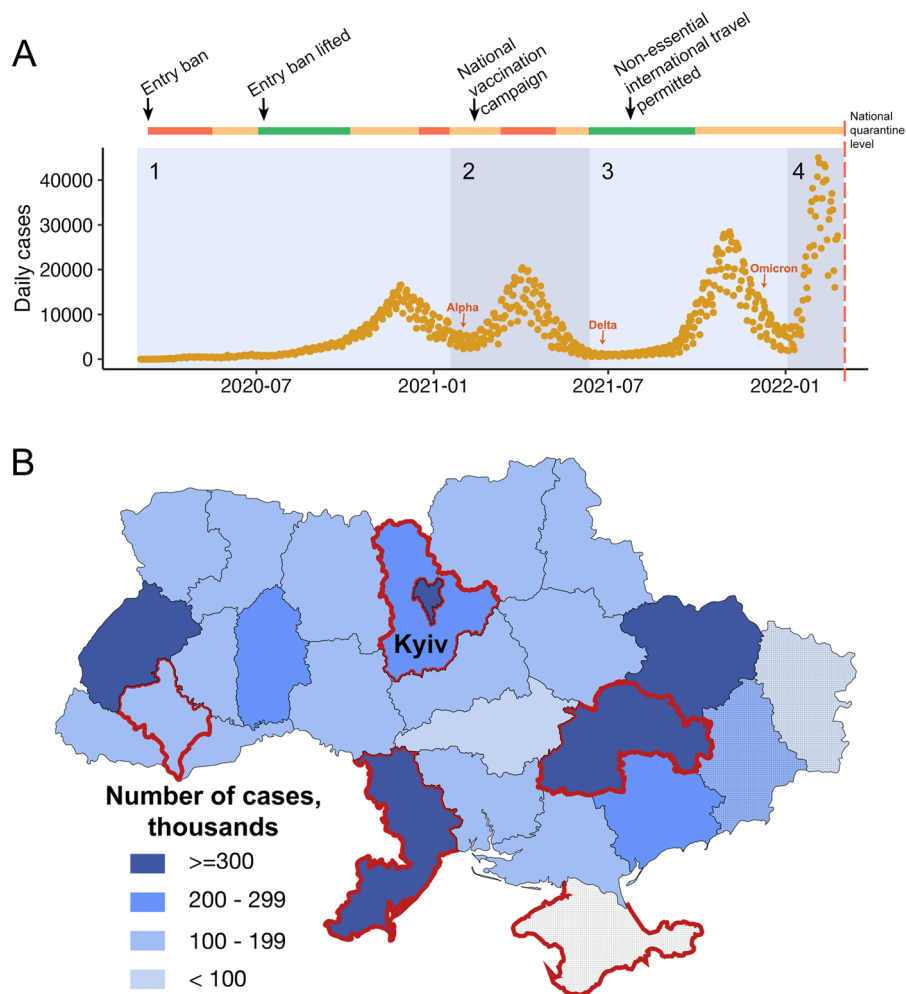 A
Entry ban
Entry ban lifted
National
vaccination
campaign
Non-essential
international travel
permitted
National
quarantine
level
1
2
3
4
Daily cases
40000
30000
20000
10000
0
Alpha
Delta
Omicron
2020-07
2021-01
2021-07
2022-01
B
Kyiv
Number of cases,
thousands
>=300
200 - 299
100 - 199
< 100